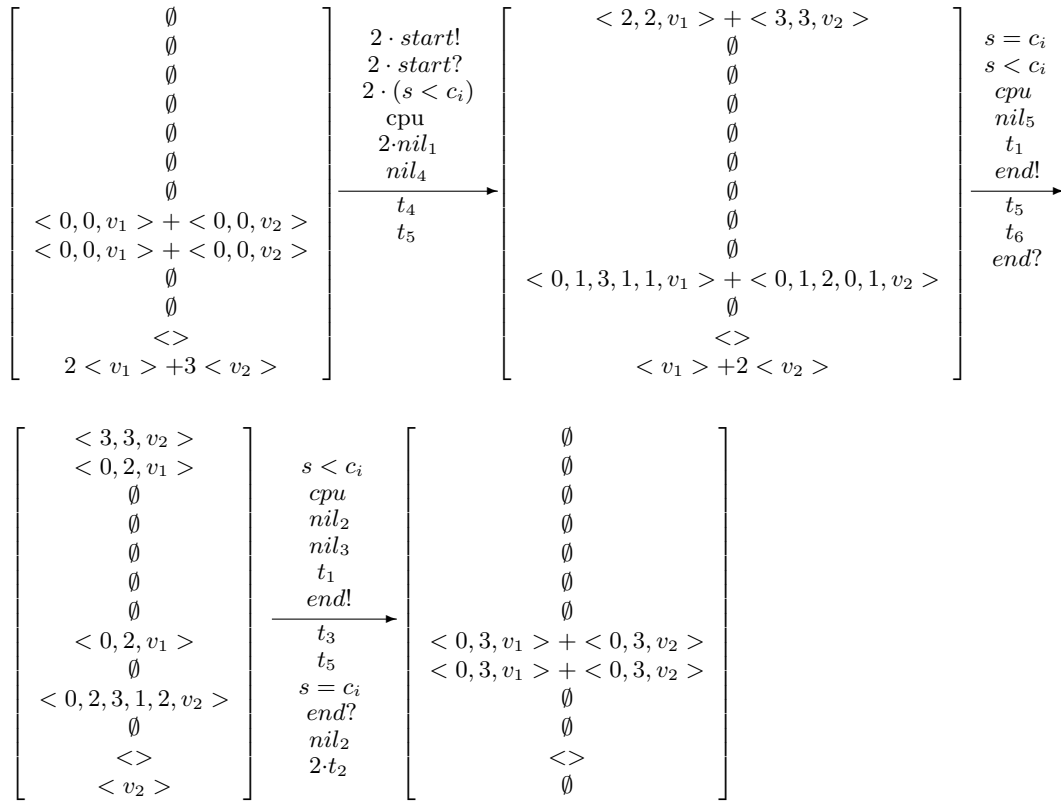 ∅
∅
∅
∅
∅
∅
∅
< 0, 0, v₁ > + < 0, 0, v₂ >
< 0, 0, v₁ > + < 0, 0, v₂ >
∅
∅
<>
2 < v₁ > +3 < v₂ >
2 · start!
2 · start?
2 · (s < cᵢ)
cpu
2·nil₁
nil₄
t₄
t₅
< 2, 2, v₁ > + < 3, 3, v₂ >
∅
∅
∅
∅
∅
∅
∅
∅
< 0, 1, 3, 1, 1, v₁ > + < 0, 1, 2, 0, 1, v₂ >
∅
<>
< v₁ > +2 < v₂ >
s = cᵢ
s < cᵢ
cpu
nil₅
t₁
end!
t₅
t₆
end?
< 3, 3, v₂ >
< 0, 2, v₁ >
∅
∅
∅
∅
∅
< 0, 2, v₁ >
∅
< 0, 2, 3, 1, 2, v₂ >
∅
<>
< v₂ >
s < cᵢ
cpu
nil₂
nil₃
t₁
end!
t₃
t₅
s = cᵢ
end?
nil₂
2·t₂
∅
∅
∅
∅
∅
∅
∅
< 0, 3, v₁ > + < 0, 3, v₂ >
< 0, 3, v₁ > + < 0, 3, v₂ >
∅
∅
<>
∅